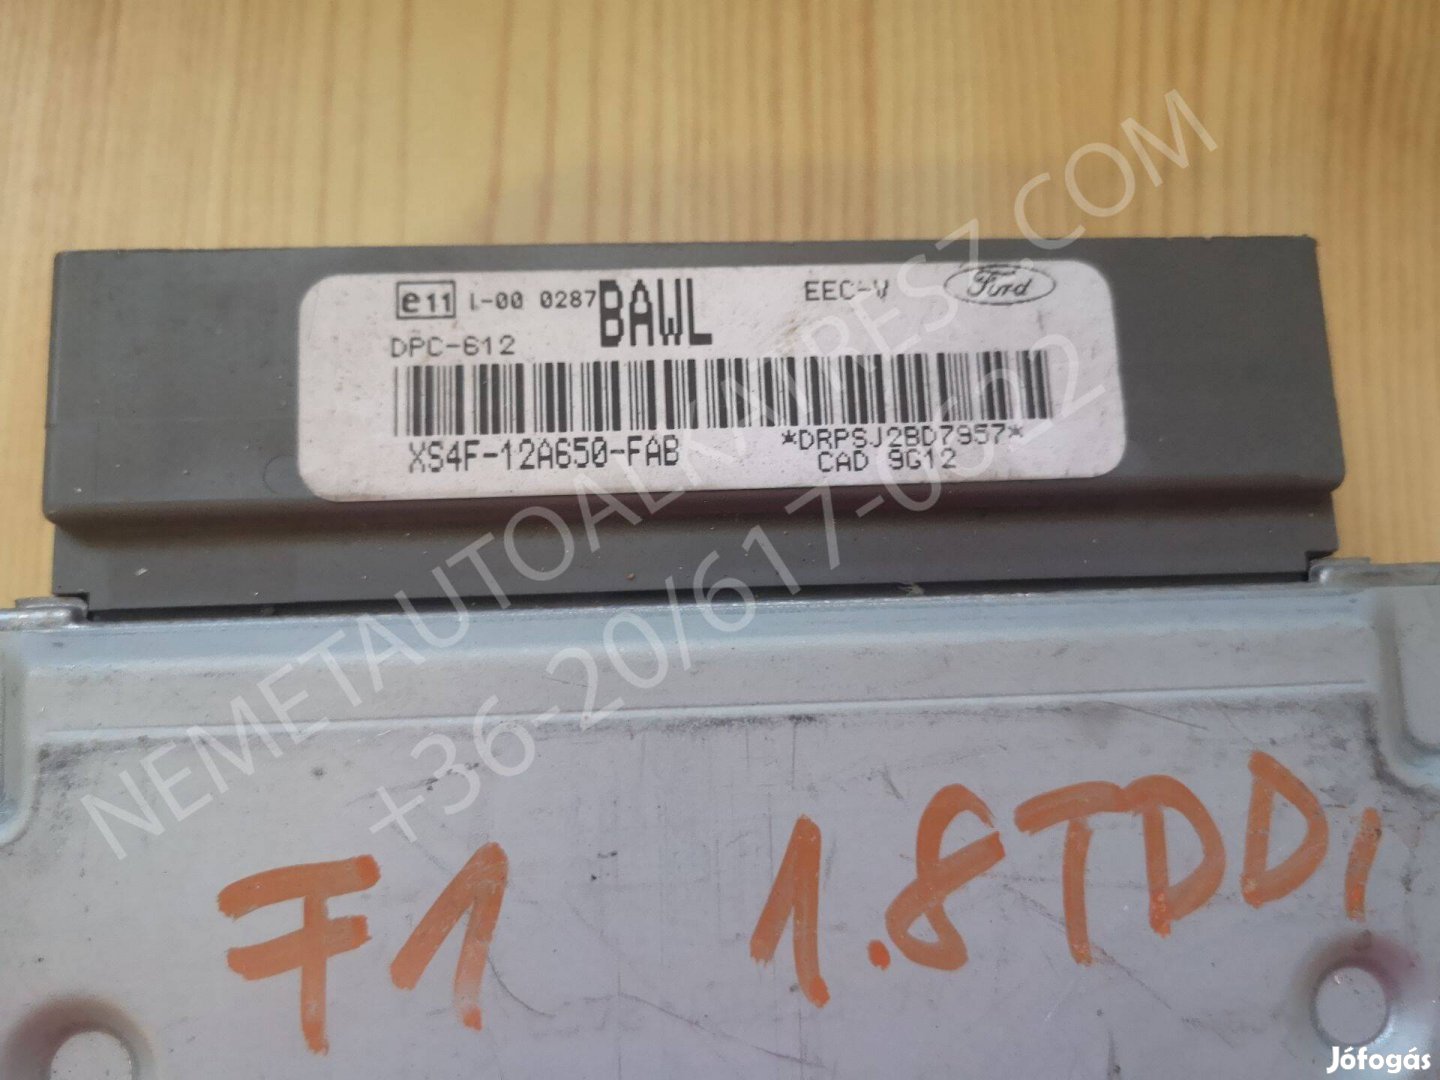 e11 1-00 0287 BAWL EEC-V Ford
DPC-612
XS4F-12A650-FAB *DRPSJ2BD7957*
CAD 9G12
NEMETAUTOALKATRESZ.COM
+36-20/617-0622
F1 1.8TDDi
Jófogás